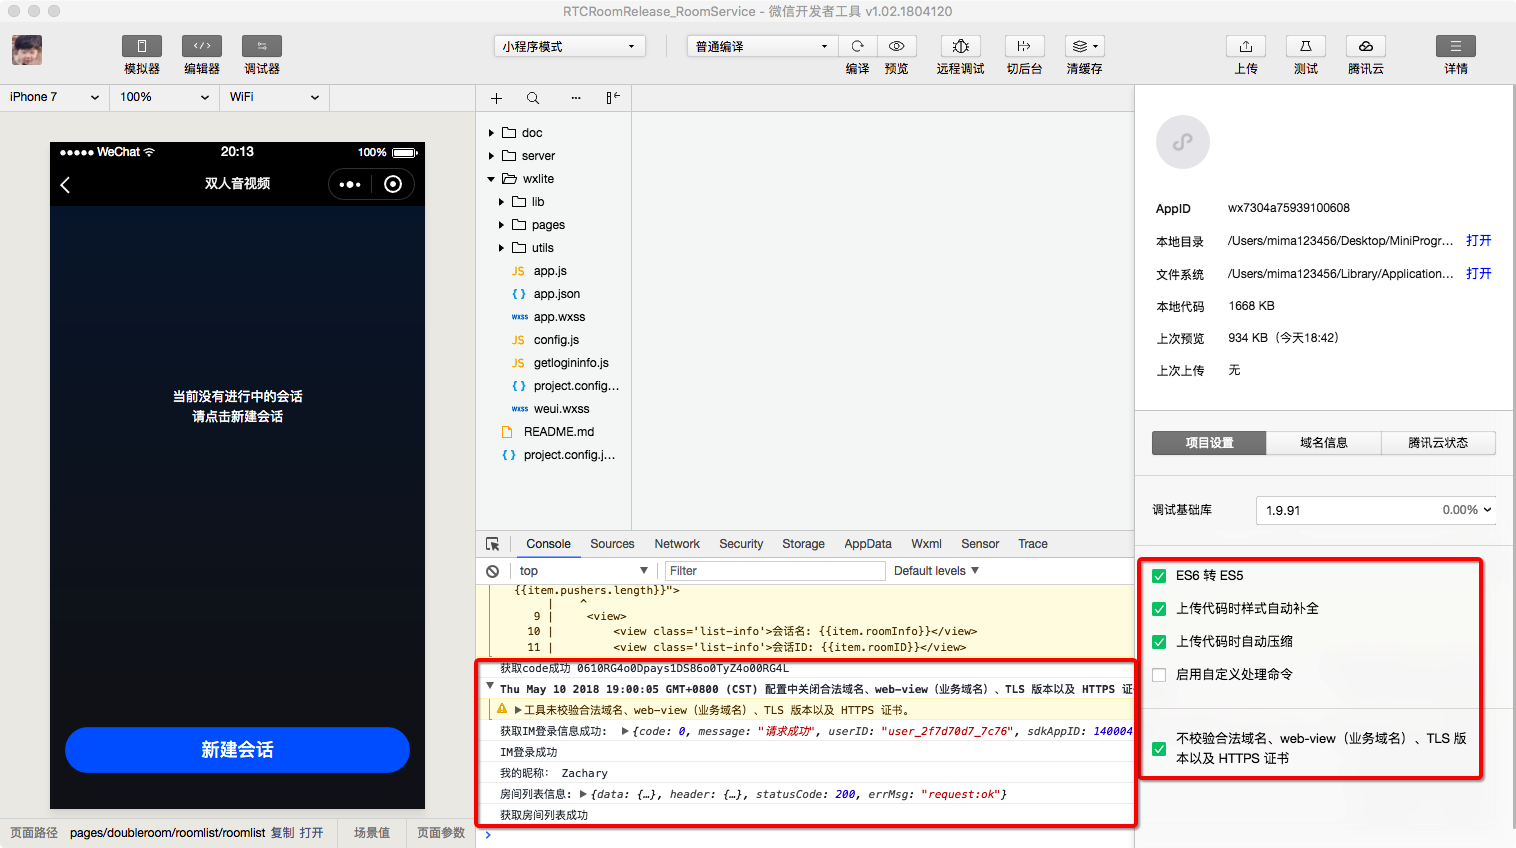 RTCRoomRelease_RoomService - 微信开发者工具 v1.02.1804120
模拟器
编辑器
调试器
小程序模式
普通编译
编译
预览
远程调试
切后台
清缓存
上传
测试
腾讯云
详情
iPhone 7
100%
WiFi
WeChat
20:13
100%
双人音视频
当前没有进行中的会话
请点击新建会话
新建会话
页面路径 pages/doubleroom/roomlist/roomlist 复制 打开
场景值
页面参数
doc
server
wxlite
lib
pages
utils
JS app.js
{ } app.json
wxss app.wxss
JS config.js
JS getlogininfo.js
{ } project.config...
wxss weui.wxss
README.md
{ } project.config.j...
Console Sources Network Security Storage AppData Wxml Sensor Trace
top
Filter
Default levels
{{item.pushers.length}}">
| ^
9 | <view>
10 | <view class='list-info'>会话名: {{item.roomInfo}}</view>
11 | <view class='list-info'>会话ID: {{item.roomID}}</view>
获取code成功 0610RG4o0Dpays1DS86o0TyZ4o00RG4L
Thu May 10 2018 19:00:05 GMT+0800 (CST) 配置中关闭合法域名、web-view（业务域名）、TLS 版本以及 HTTPS 证
工具未校验合法域名、web-view（业务域名）、TLS 版本以及 HTTPS 证书。
获取IM登录信息成功: {code: 0, message: "请求成功", userID: "user_2f7d70d7_7c76", sdkAppID: 140004
IM登录成功
我的昵称: Zachary
房间列表信息: {data: {…}, header: {…}, statusCode: 200, errMsg: "request:ok"}
获取房间列表成功
AppID wx7304a75939100608
本地目录 /Users/mima123456/Desktop/MiniProgr... 打开
文件系统 /Users/mima123456/Library/Application... 打开
本地代码 1668 KB
上次预览 934 KB（今天18:42）
上次上传 无
项目设置
域名信息
腾讯云状态
调试基础库 1.9.91 0.00%
ES6 转 ES5
上传代码时样式自动补全
上传代码时自动压缩
启用自定义处理命令
不校验合法域名、web-view（业务域名）、TLS 版
本以及 HTTPS 证书